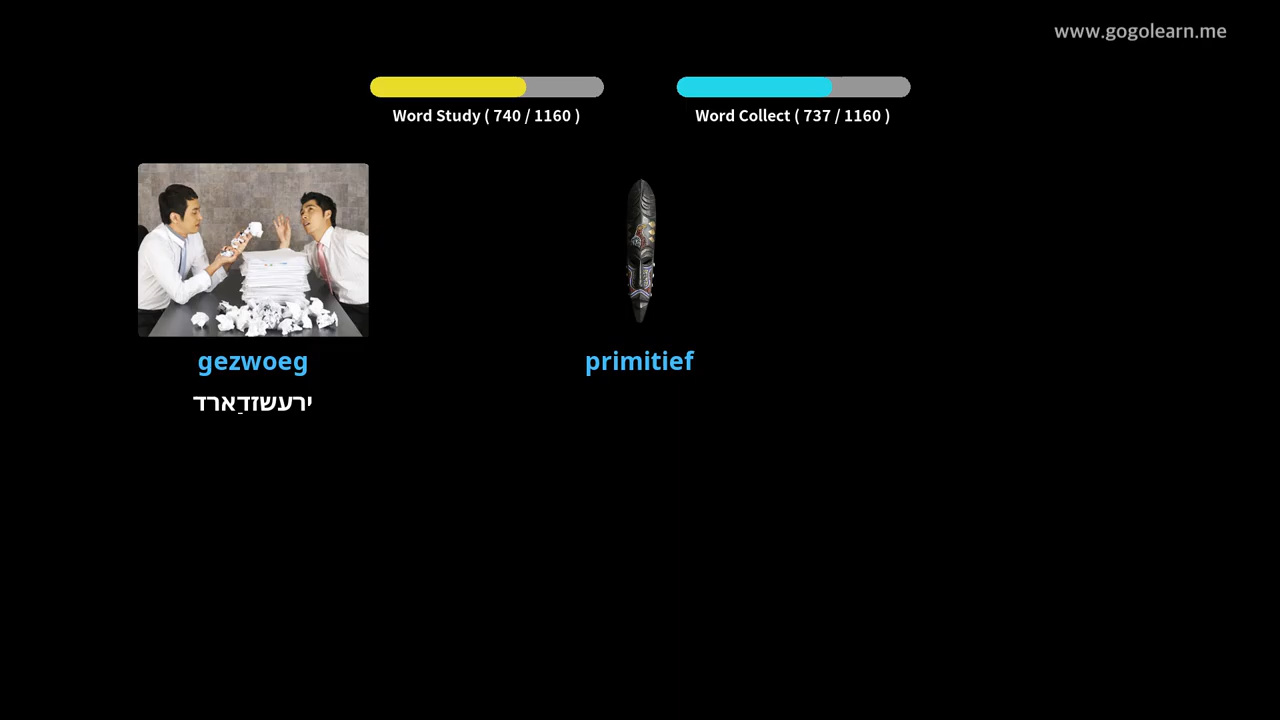 www.gogolearn.me
Word Study ( 740 / 1160 )
Word Collect ( 737 / 1160 )
gezwoeg
primitief
ירעשזדַארד